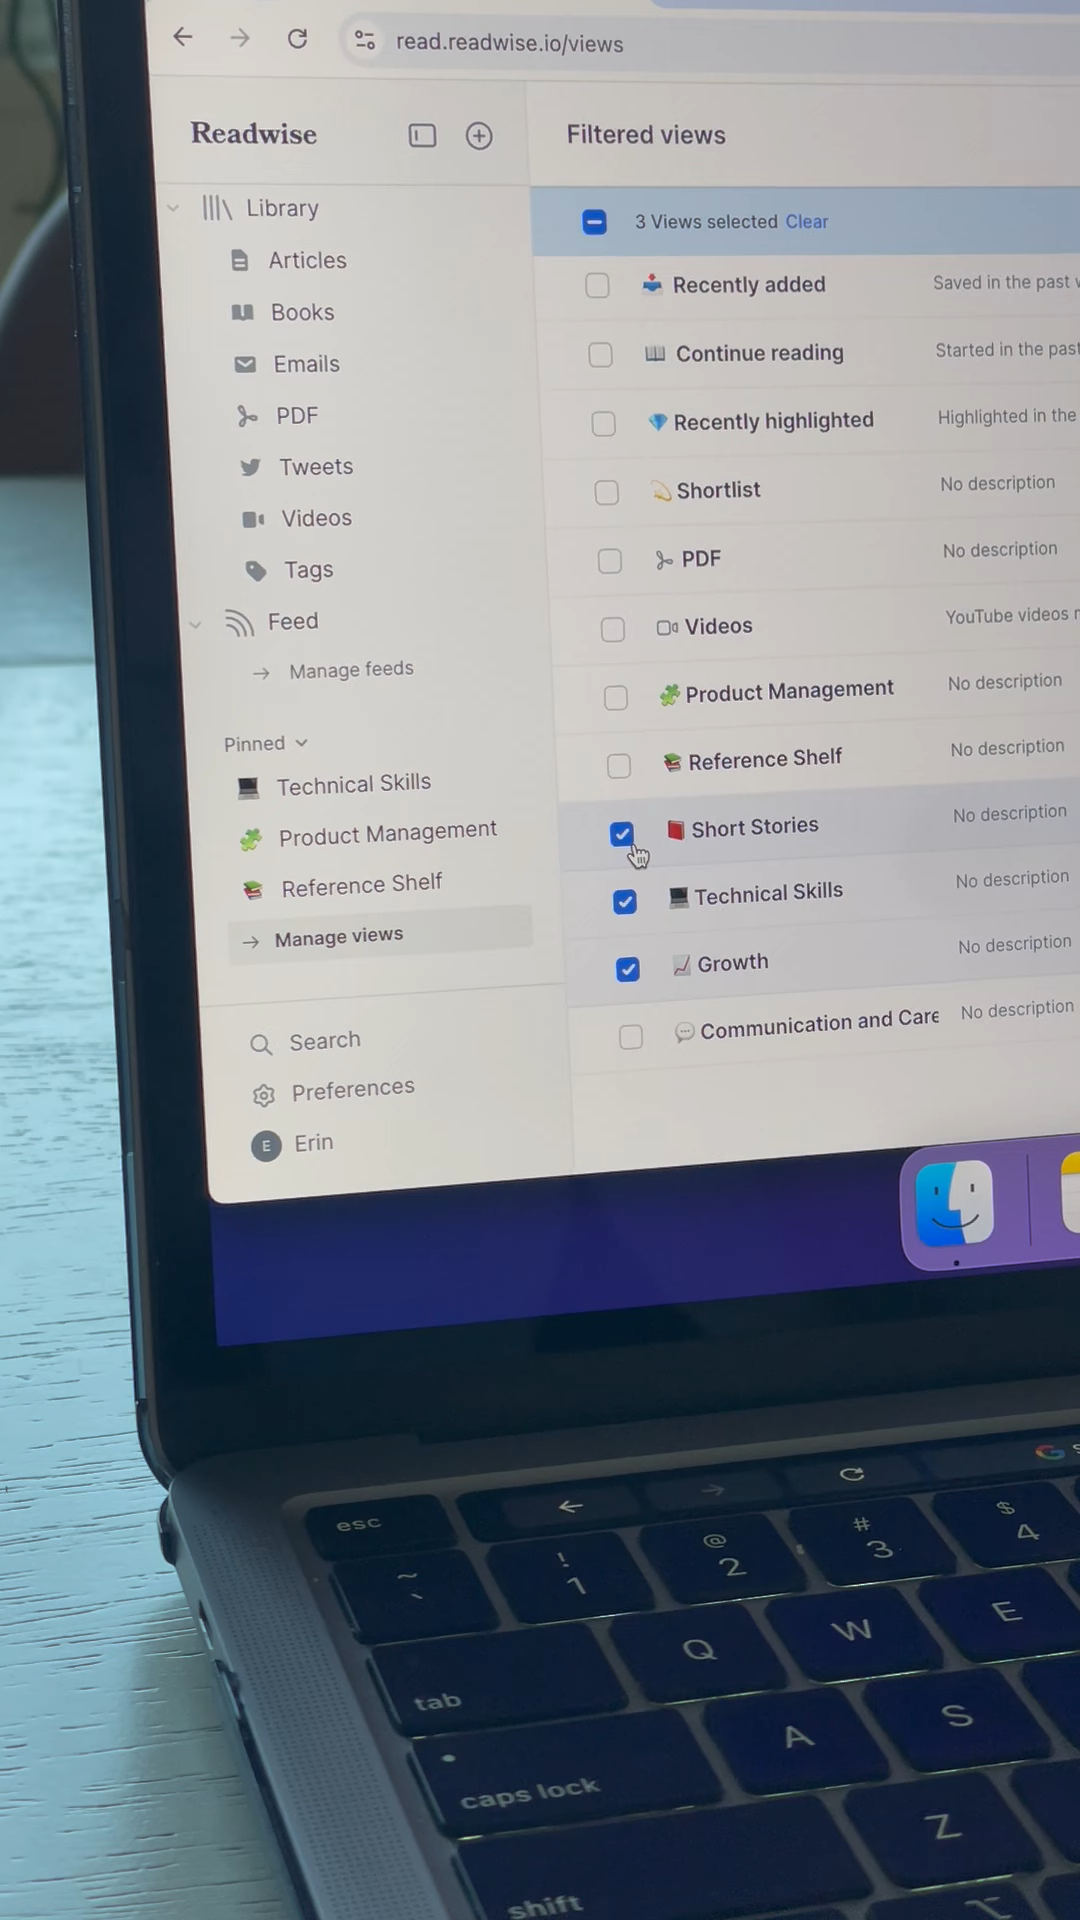 read.readwise.io/views
Readwise
Library
Articles
Books
Emails
PDF
Tweets
Videos
Tags
Feed
Manage feeds
Pinned
Technical Skills
Product Management
Reference Shelf
Manage views
Search
Preferences
E Erin
Filtered views
3 Views selected Clear
Recently added Saved in the past
Continue reading Started in the past
Recently highlighted Highlighted in the
Shortlist No description
PDF No description
Videos YouTube videos
Product Management No description
Reference Shelf No description
Short Stories No description
Technical Skills No description
Growth No description
Communication and Care No description
esc
~ ! @ # $
` 1 2 3 4
tab Q W E
caps lock A S
shift Z